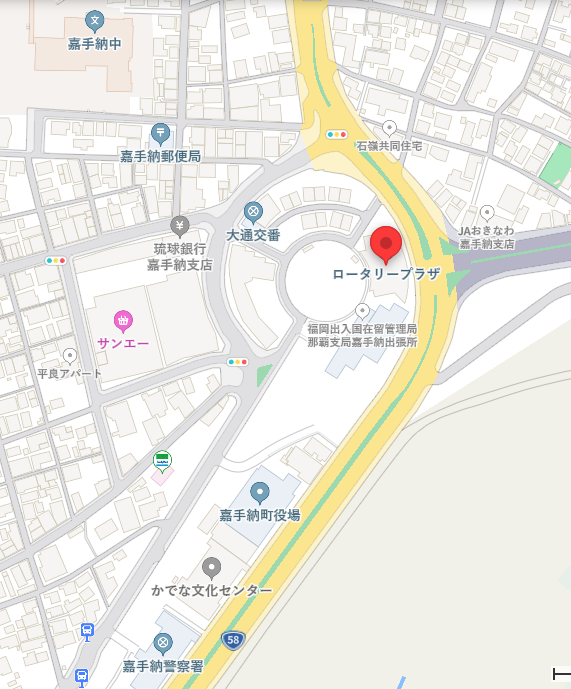 文
嘉手納中
〒
嘉手納郵便局
石嶺共同住宅
大通交番
¥
琉球銀行
嘉手納支店
JAおきなわ
嘉手納支店
ロータリープラザ
サンエー
福岡出入国在留管理局
那覇支局嘉手納出張所
平良アパート
嘉手納町役場
かでな文化センター
58
嘉手納警察署